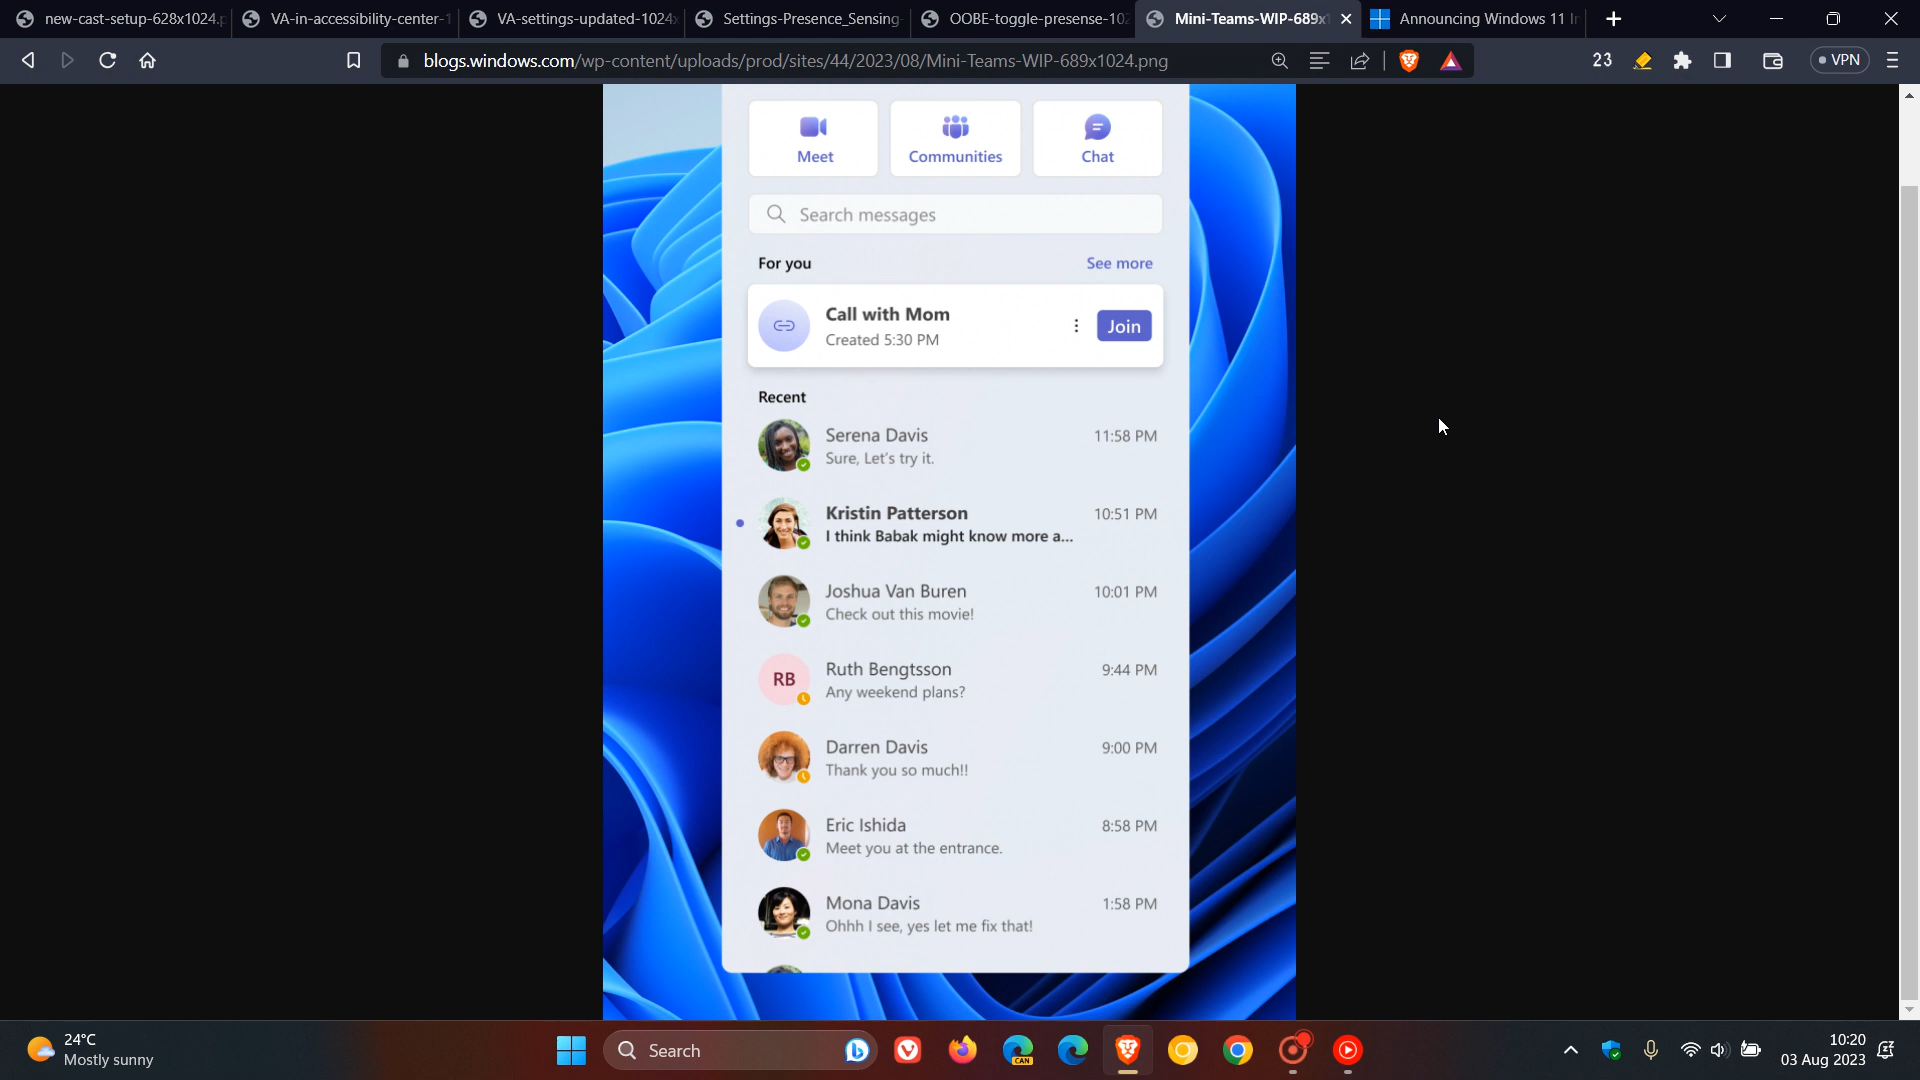 new-cast-setup-628x1024.p
VA-in-accessibility-center-1
VA-settings-updated-1024x
Settings-Presence_Sensing-
OOBE-toggle-presense-102
Mini-Teams-WIP-689x1
Announcing Windows 11 In
blogs.windows.com/wp-content/uploads/prod/sites/44/2023/08/Mini-Teams-WIP-689x1024.png
23
VPN
Meet
Communities
Chat
Search messages
For you
See more
Call with Mom
Created 5:30 PM
Join
Recent
Serena Davis
11:58 PM
Sure, Let's try it.
Kristin Patterson
10:51 PM
I think Babak might know more a...
Joshua Van Buren
10:01 PM
Check out this movie!
RB
Ruth Bengtsson
9:44 PM
Any weekend plans?
Darren Davis
9:00 PM
Thank you so much!!
Eric Ishida
8:58 PM
Meet you at the entrance.
Mona Davis
1:58 PM
Ohhh I see, yes let me fix that!
24°C
Mostly sunny
Search
CAN
10:20
03 Aug 2023